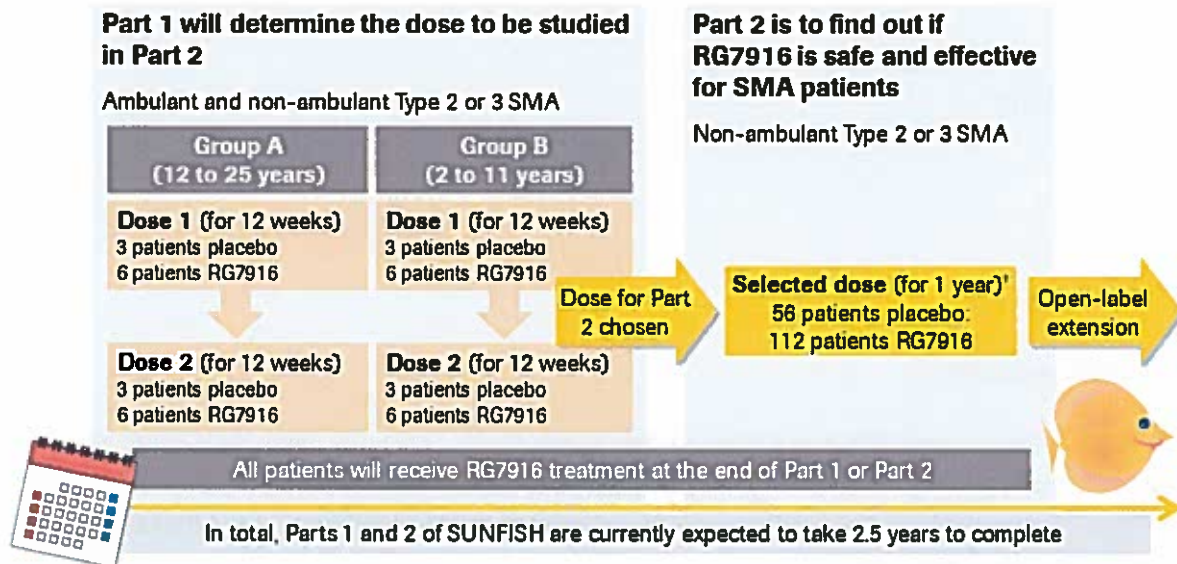 Part 1 will determine the dose to be studied
in Part 2
Ambulant and non-ambulant Type 2 or 3 SMA
Group A
(12 to 25 years)
Group B
(2 to 11 years)
Dose 1 (for 12 weeks)
3 patients placebo
6 patients RG7916
Dose 1 (for 12 weeks)
3 patients placebo
6 patients RG7916
Dose 2 (for 12 weeks)
3 patients placebo
6 patients RG7916
Dose 2 (for 12 weeks)
3 patients placebo
6 patients RG7916
Dose for Part
2 chosen
Part 2 is to find out if
RG7916 is safe and effective
for SMA patients
Non-ambulant Type 2 or 3 SMA
Selected dose (for 1 year)†
56 patients placebo:
112 patients RG7916
Open-label
extension
All patients will receive RG7916 treatment at the end of Part 1 or Part 2
In total, Parts 1 and 2 of SUNFISH are currently expected to take 2.5 years to complete